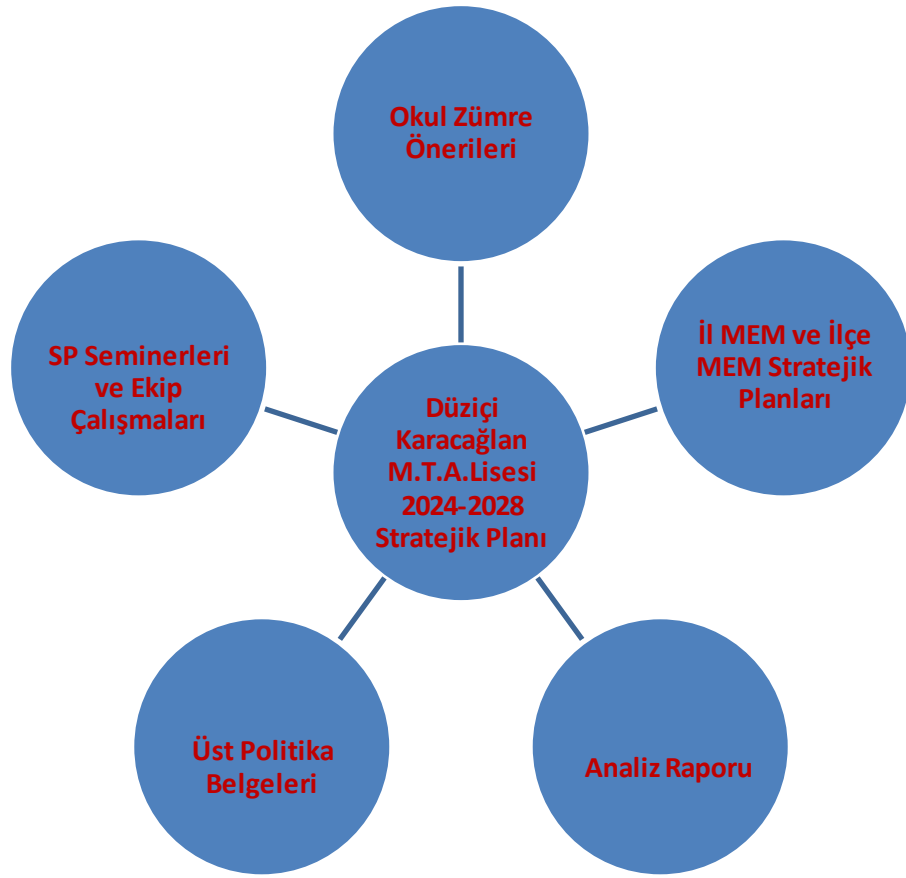 Okul Zümre
Önerileri
İl MEM ve İlçe
MEM Stratejik
Planları
SP Seminerleri
ve Ekip
Çalışmaları
Düziçi
Karacağlan
M.T.A.Lisesi
2024-2028
Stratejik Planı
Üst Politika
Belgeleri
Analiz Raporu